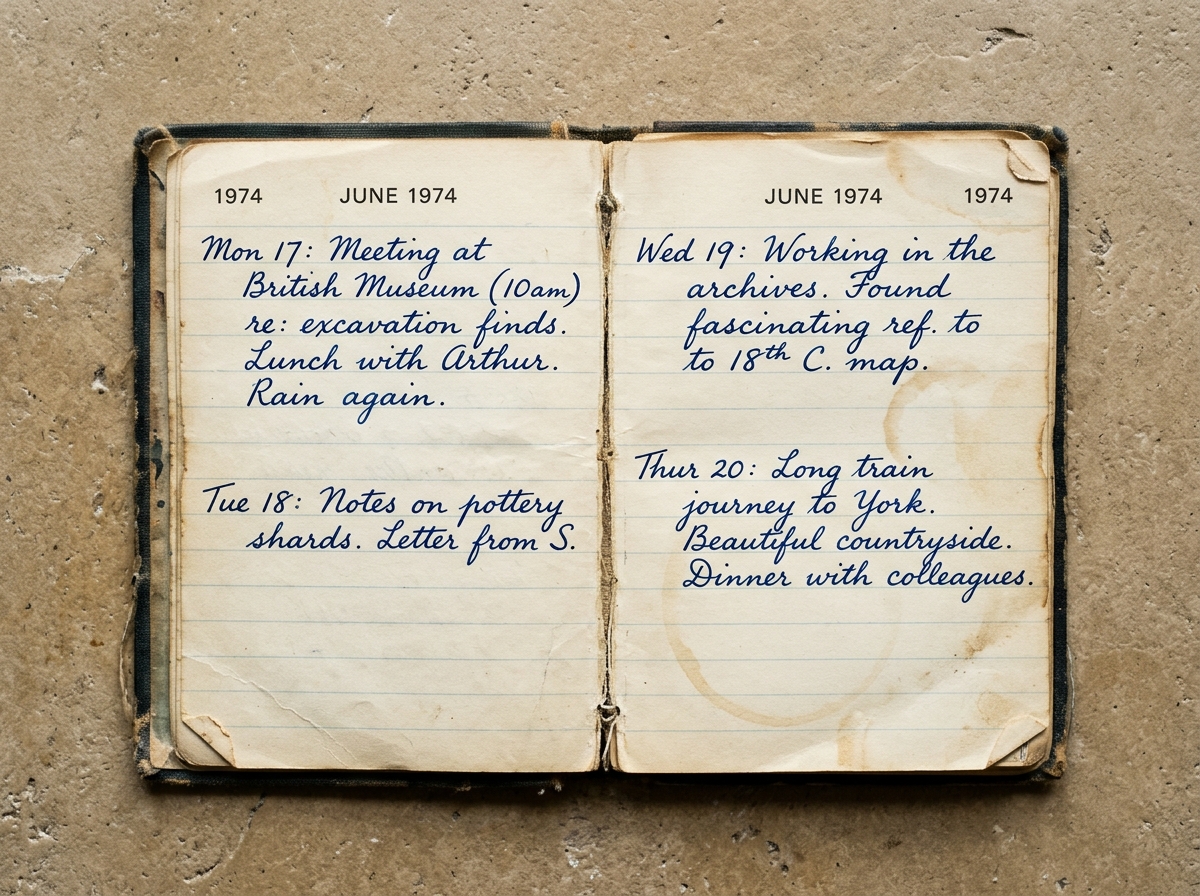 1974 JUNE 1974
Mon 17: Meeting at
British Museum (10am)
re: excavation finds.
Lunch with Arthur.
Rain again.
Tue 18: Notes on pottery
shards. Letter from S.
JUNE 1974 1974
Wed 19: Working in the
archives. Found
fascinating ref. to
to 18th C. map.
Thur 20: Long train
journey to York.
Beautiful countryside.
Dinner with colleagues.